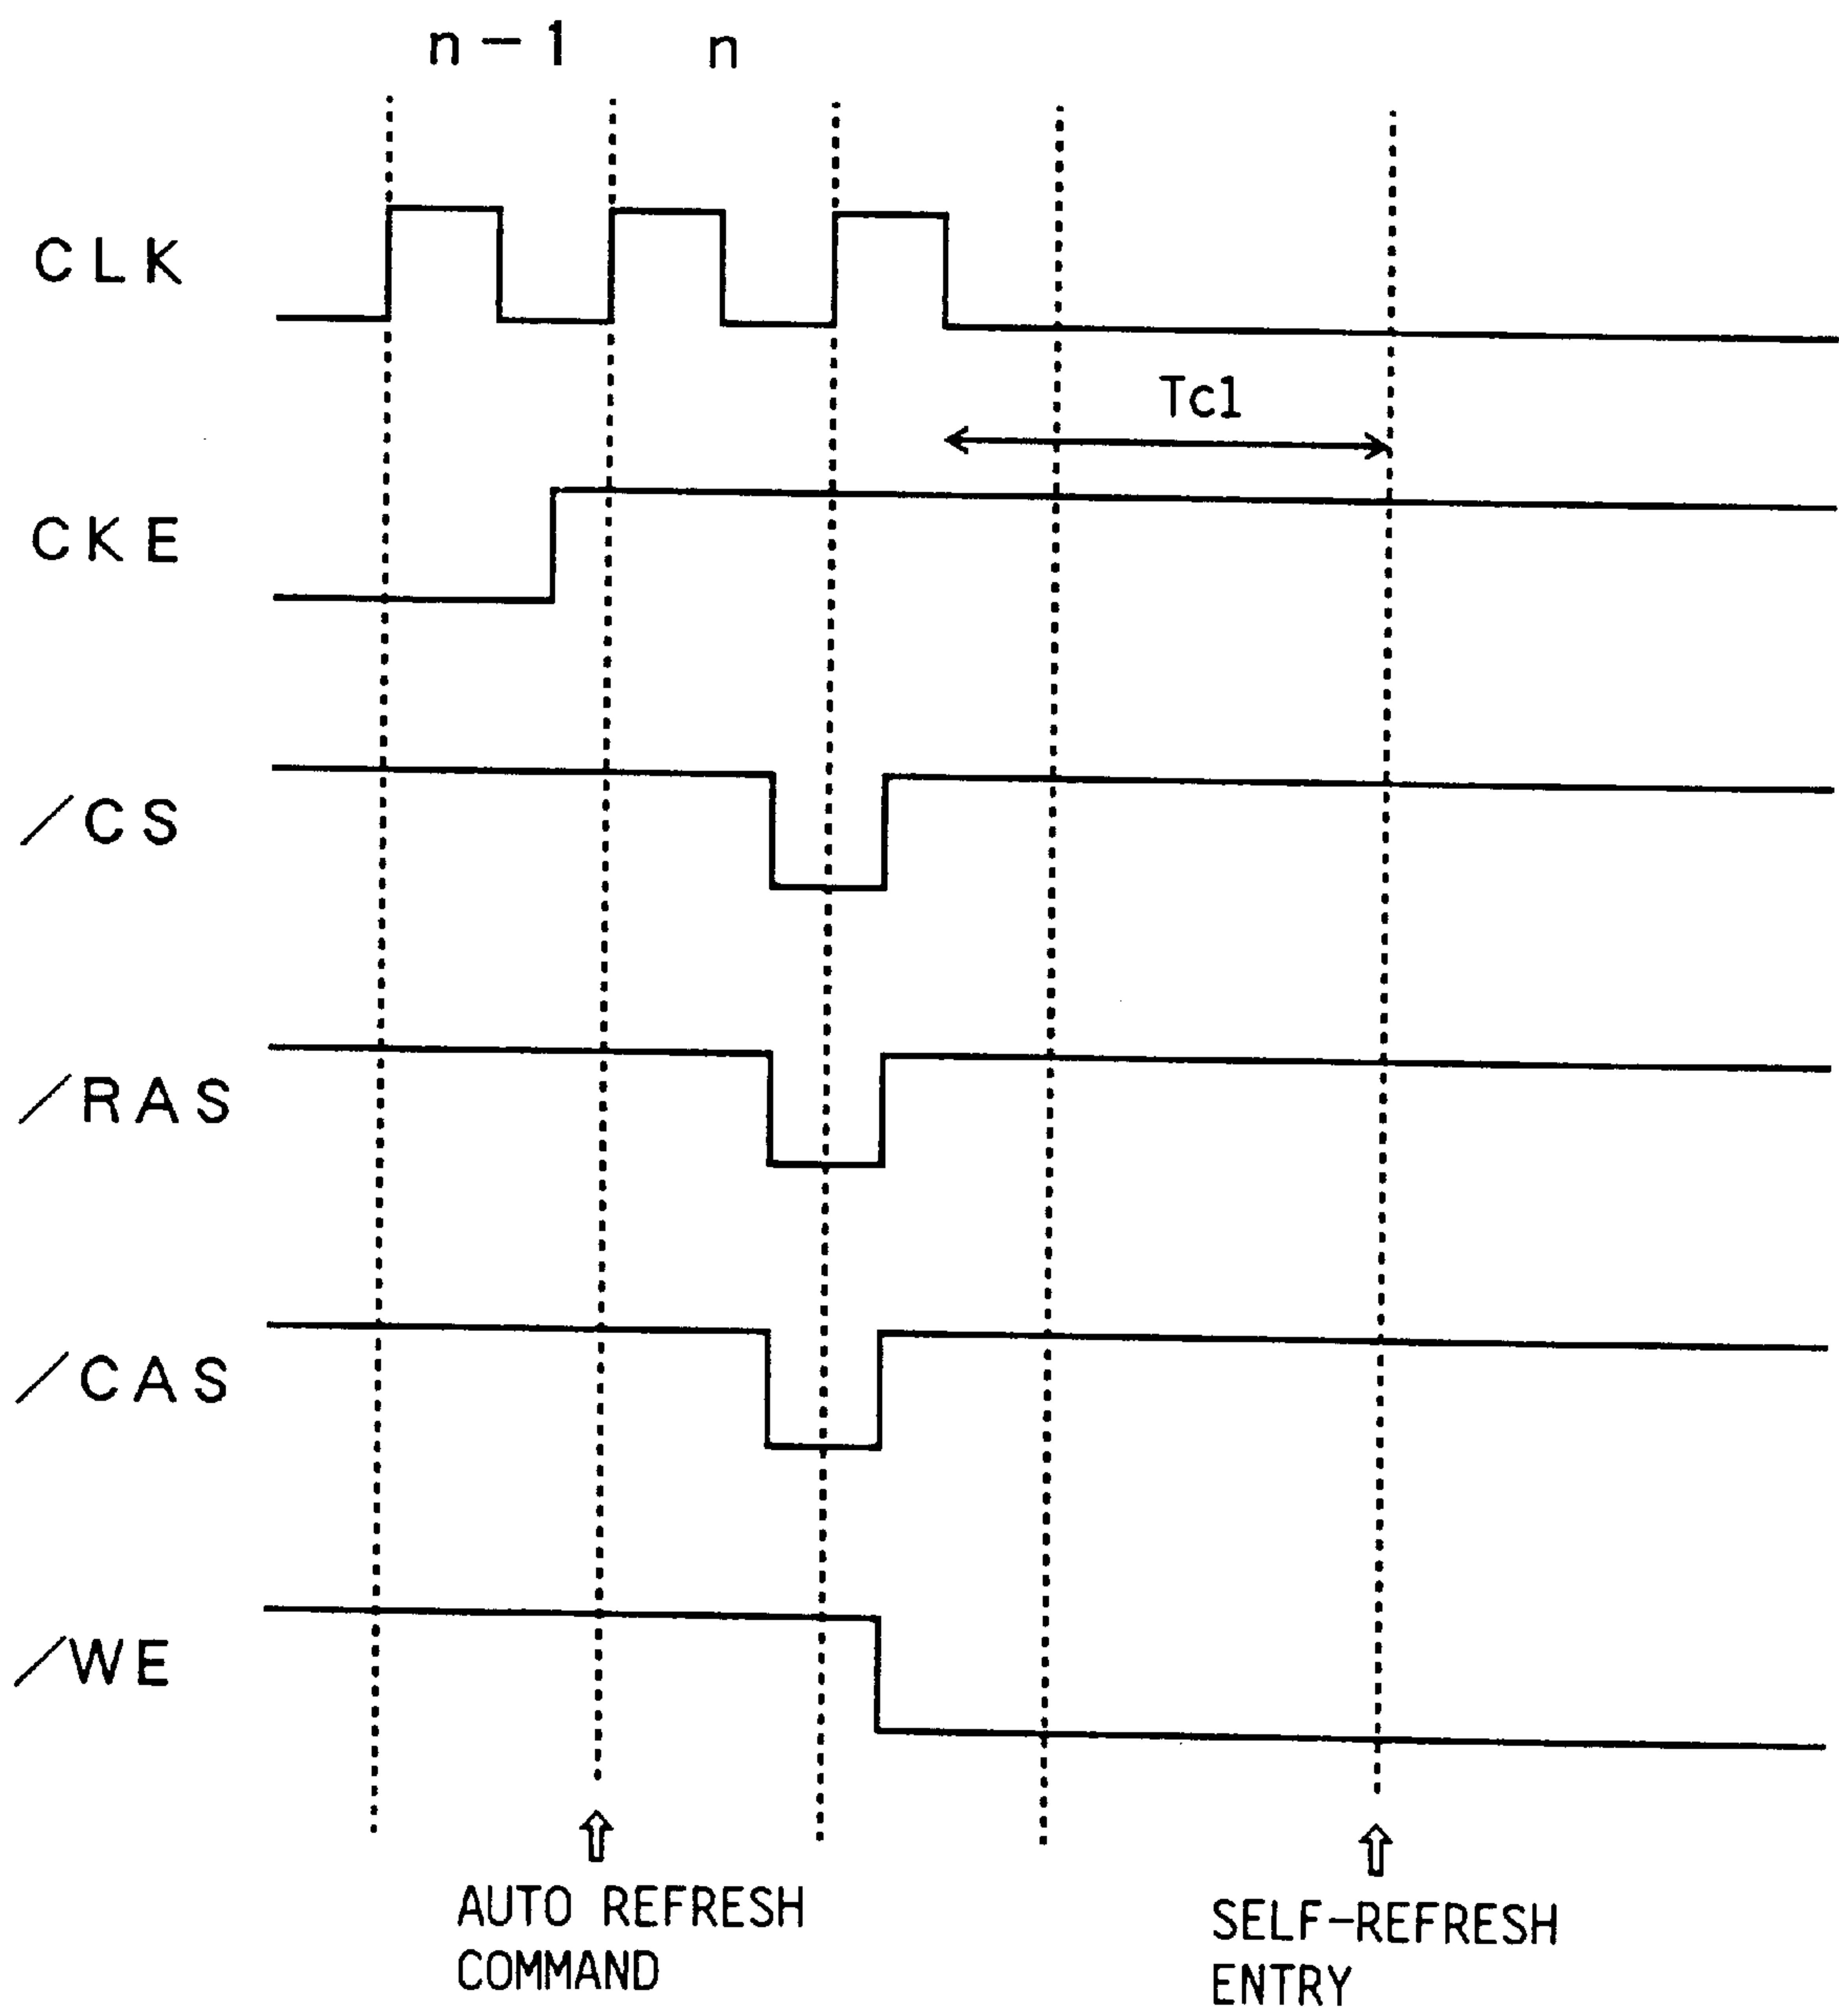 n-1 n
CLK
Tc1
CKE
/CS
/RAS
/CAS
/WE
AUTO REFRESH
COMMAND
SELF-REFRESH
ENTRY